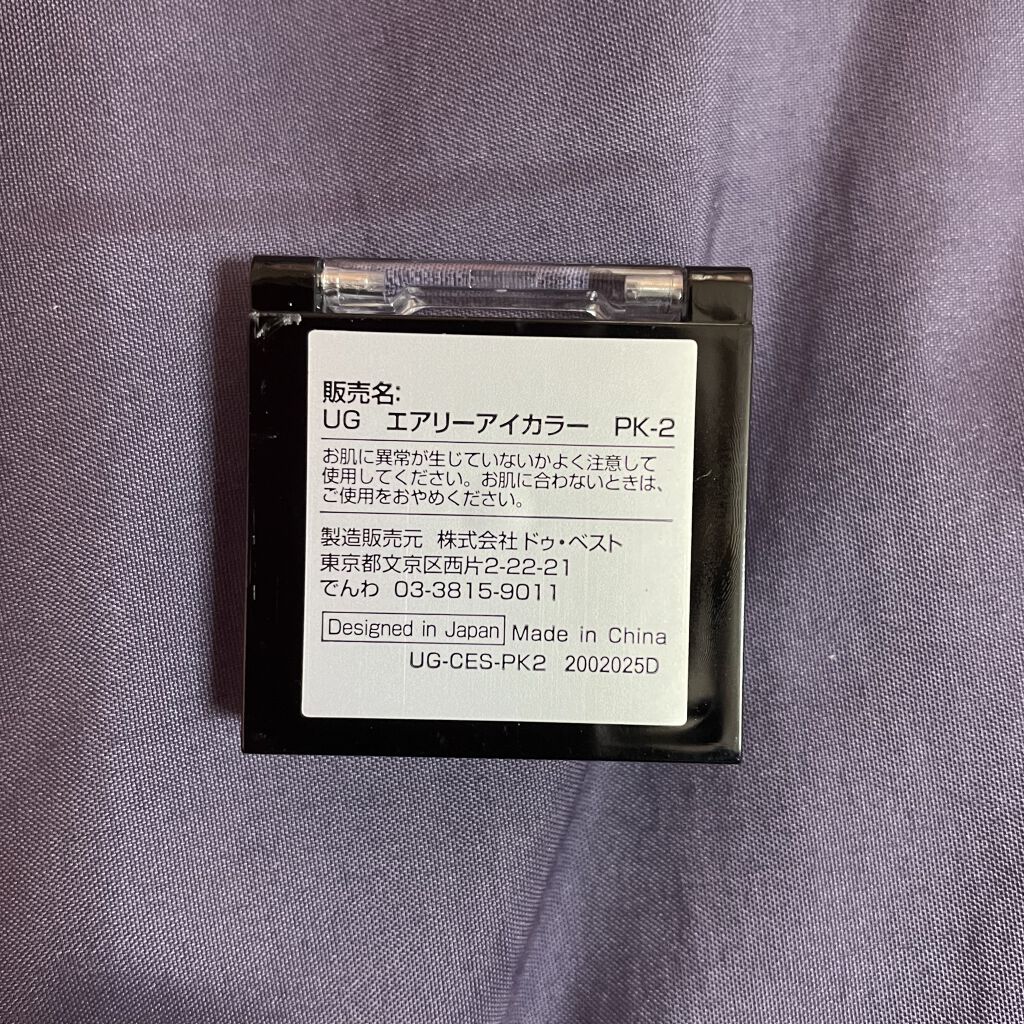 販売名:
UG エアリーアイカラー PK-2
お肌に異常が生じていないかよく注意して
使用してください。お肌に合わないときは、
ご使用をおやめください。
製造販売元 株式会社ドゥ・ベスト
東京都文京区西片2-22-21
でんわ 03-3815-9011
Designed in Japan Made in China
UG-CES-PK2 2002025D